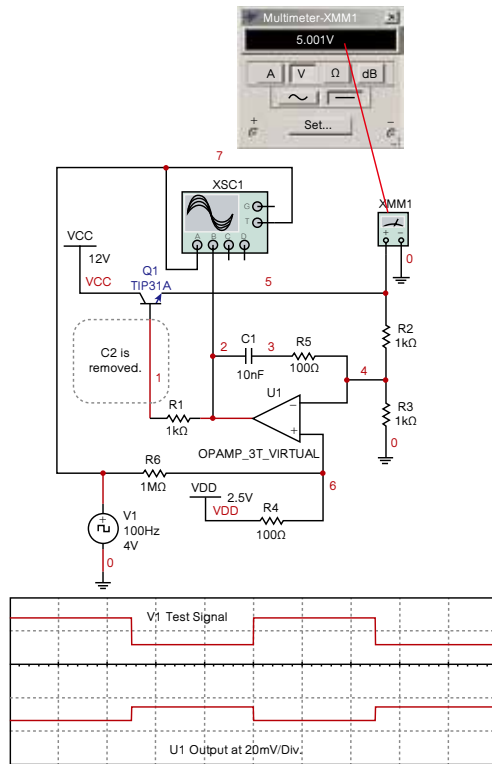 Multimeter-XMM1
5.001V
A V Ω dB
+ Set... −
7
XSC1
G
T
A B C D
XMM1
+ −
0
VCC
12V
VCC
Q1
TIP31A
5
C2 is
removed.
1
2
C1
10nF
3
R5
100Ω
4
R2
1kΩ
R3
1kΩ
0
U1
−
+
OPAMP_3T_VIRTUAL
R1
1kΩ
R6
1MΩ
6
VDD
2.5V
VDD
R4
100Ω
+
V1
100Hz
4V
0
V1 Test Signal
U1 Output at 20mV/Div.